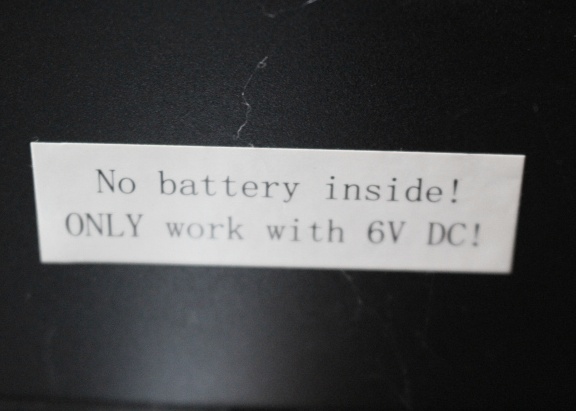 No battery inside!
ONLY work with 6V DC!